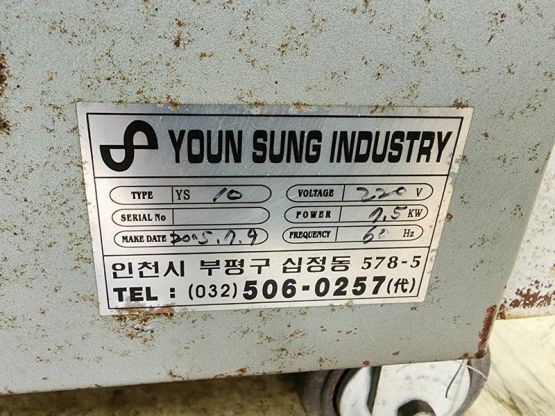 YOUN SUNG INDUSTRY
TYPE YS 10 VOLTAGE 220 V
SERIAL No POWER 7.5 KW
MAKE DATE 2005.7.9 FREQUENCY 60 Hz
인천시 부평구 십정동 578-5
TEL : (032) 506-0257(代)